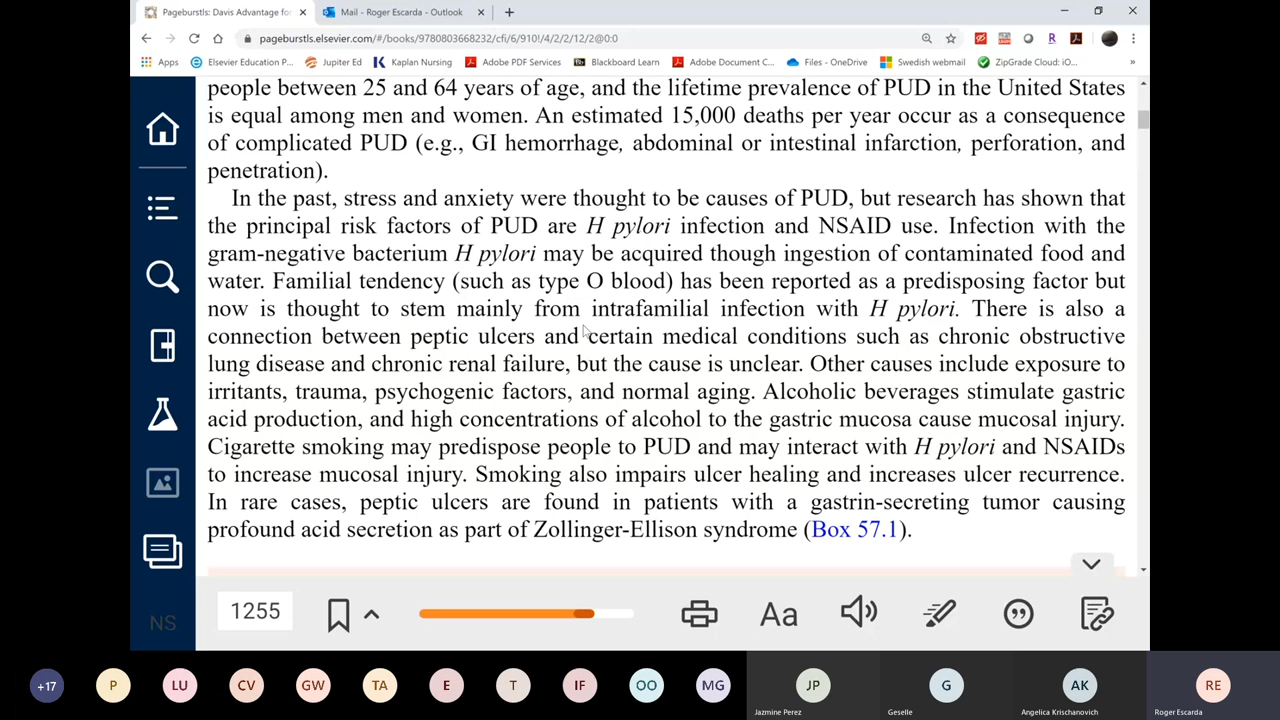 Pageburstls: Davis Advantage for
Mail - Roger Escarda - Outlook
pageburstls.elsevier.com/#/books/9780803668232/cfi/6/910!/4/2/2/12/2@0:0
Apps
Elsevier Education P...
Jupiter Ed
Kaplan Nursing
Adobe PDF Services
Blackboard Learn
Adobe Document C...
Files - OneDrive
Swedish webmail
ZipGrade Cloud: iO...
»
people between 25 and 64 years of age, and the lifetime prevalence of PUD in the United States
is equal among men and women. An estimated 15,000 deaths per year occur as a consequence
of complicated PUD (e.g., GI hemorrhage, abdominal or intestinal infarction, perforation, and
penetration).
In the past, stress and anxiety were thought to be causes of PUD, but research has shown that
the principal risk factors of PUD are H pylori infection and NSAID use. Infection with the
gram-negative bacterium H pylori may be acquired though ingestion of contaminated food and
water. Familial tendency (such as type O blood) has been reported as a predisposing factor but
now is thought to stem mainly from intrafamilial infection with H pylori. There is also a
connection between peptic ulcers and certain medical conditions such as chronic obstructive
lung disease and chronic renal failure, but the cause is unclear. Other causes include exposure to
irritants, trauma, psychogenic factors, and normal aging. Alcoholic beverages stimulate gastric
acid production, and high concentrations of alcohol to the gastric mucosa cause mucosal injury.
Cigarette smoking may predispose people to PUD and may interact with H pylori and NSAIDs
to increase mucosal injury. Smoking also impairs ulcer healing and increases ulcer recurrence.
In rare cases, peptic ulcers are found in patients with a gastrin-secreting tumor causing
profound acid secretion as part of Zollinger-Ellison syndrome (Box 57.1).
NS
1255
Aa
+17
P
LU
CV
GW
TA
E
T
IF
OO
MG
JP
Jazmine Perez
G
Geselle
AK
Angelica Krischanovich
RE
Roger Escarda